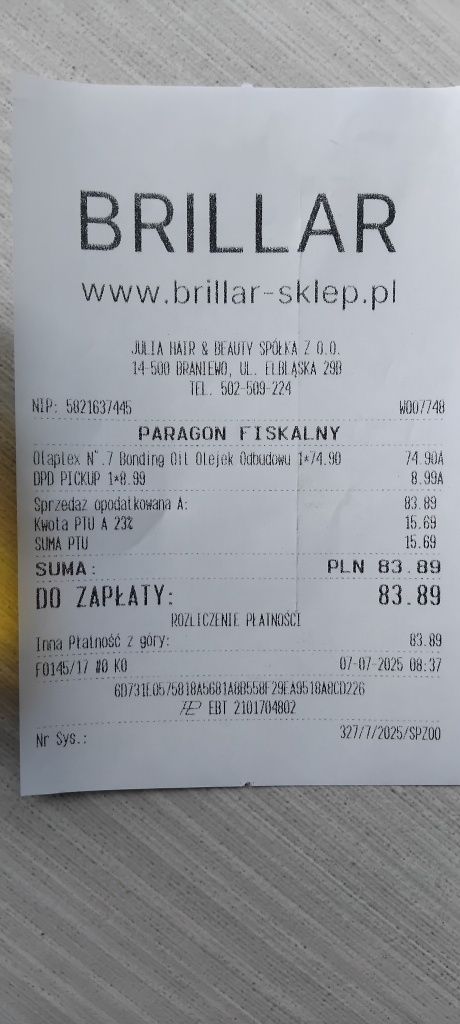 BRILLAR
www.brillar-sklep.pl
JULIA HAIR & BEAUTY SPÓŁKA Z O.O.
14-500 BRANIEWO, UL. ELBLĄSKA 29D
TEL. 502-509-224
NIP: 5821637445 W007748
PARAGON FISKALNY
Olaplex N°.7 Bonding Oil Olejek Odbudowu 1*74.90 74.90A
DPD PICKUP 1*8.99 8.99A
Sprzedaż opodatkowana A: 83.89
Kwota PTU A 23% 15.69
SUMA PTU 15.69
SUMA: PLN 83.89
DO ZAPŁATY: 83.89
ROZLICZENIE PŁATNOŚCI
Inna Płatność z góry: 83.89
F0145/17 #0 KO 07-07-2025 08:37
EBT 2101704802
Nr Sys.: 327/7/2025/SPZOO